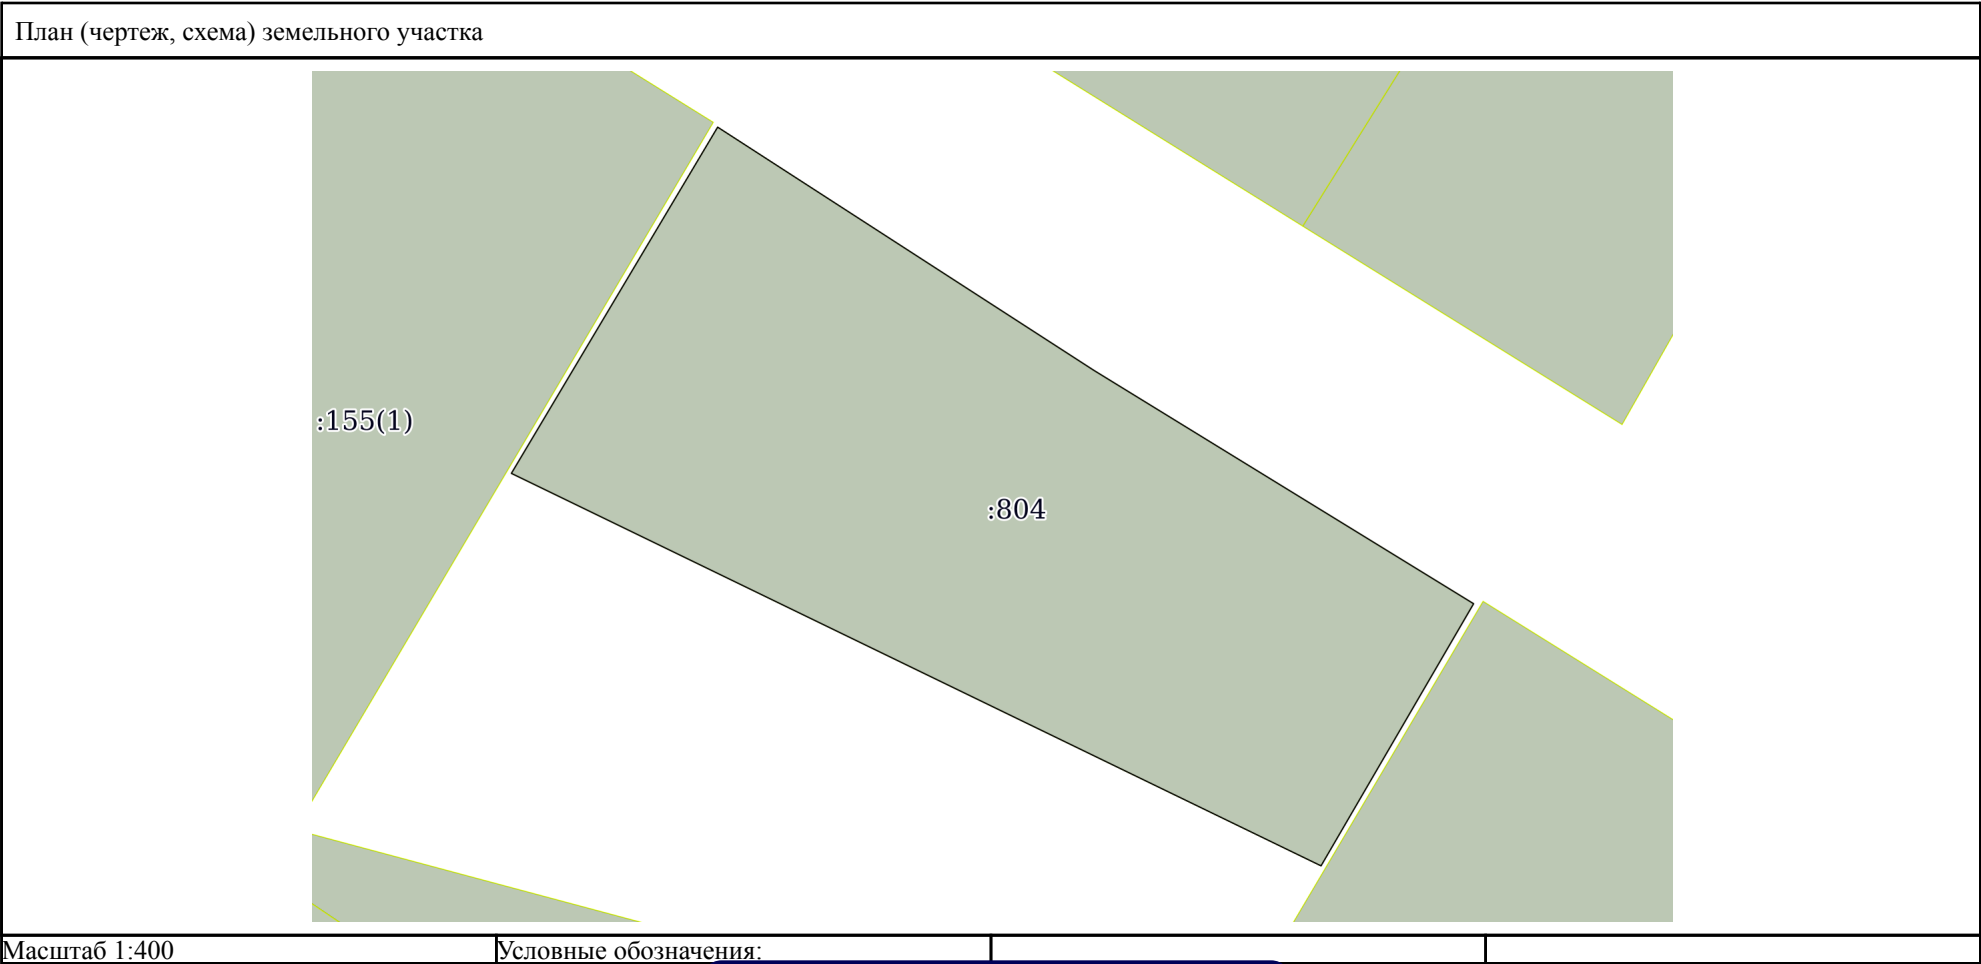 План (чертеж, схема) земельного участка
:155(1)
:804
Масштаб 1:400
Условные обозначения: